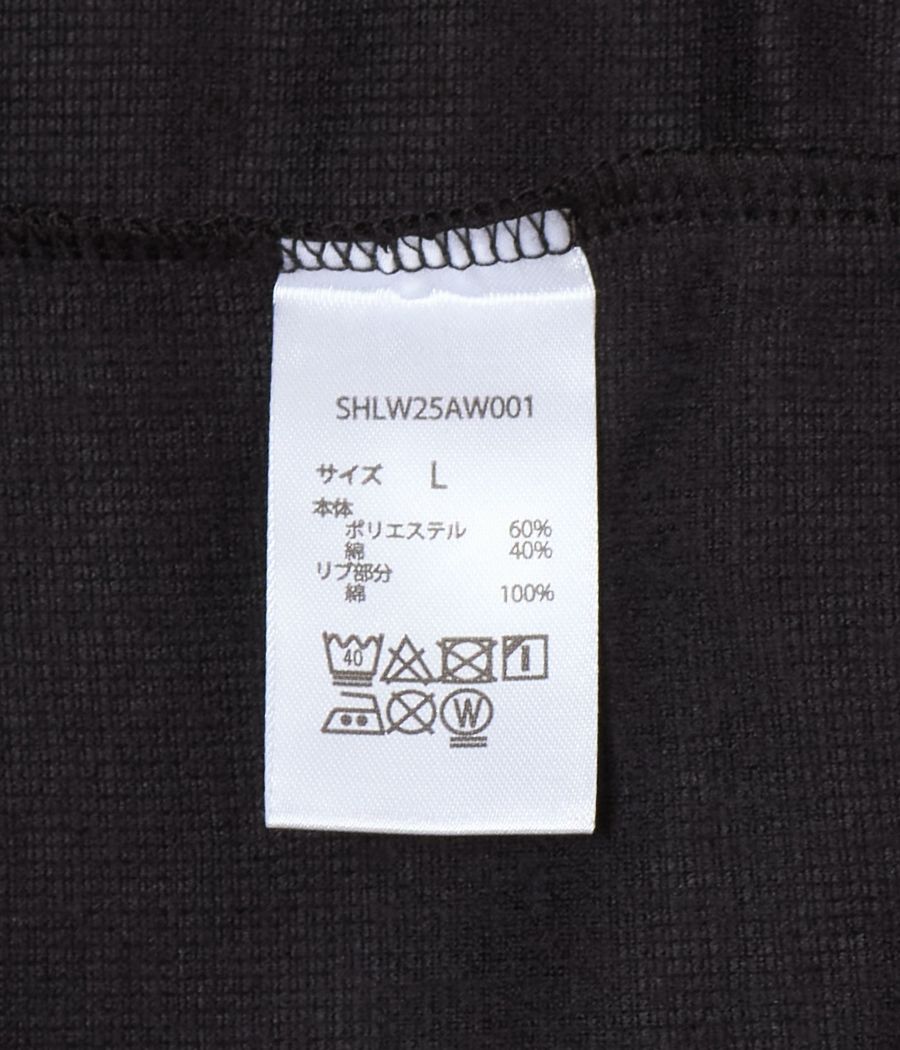 SHLW25AW001
サイズ L
本体
ポリエステル 60%
綿 40%
リブ部分
綿 100%
40
W